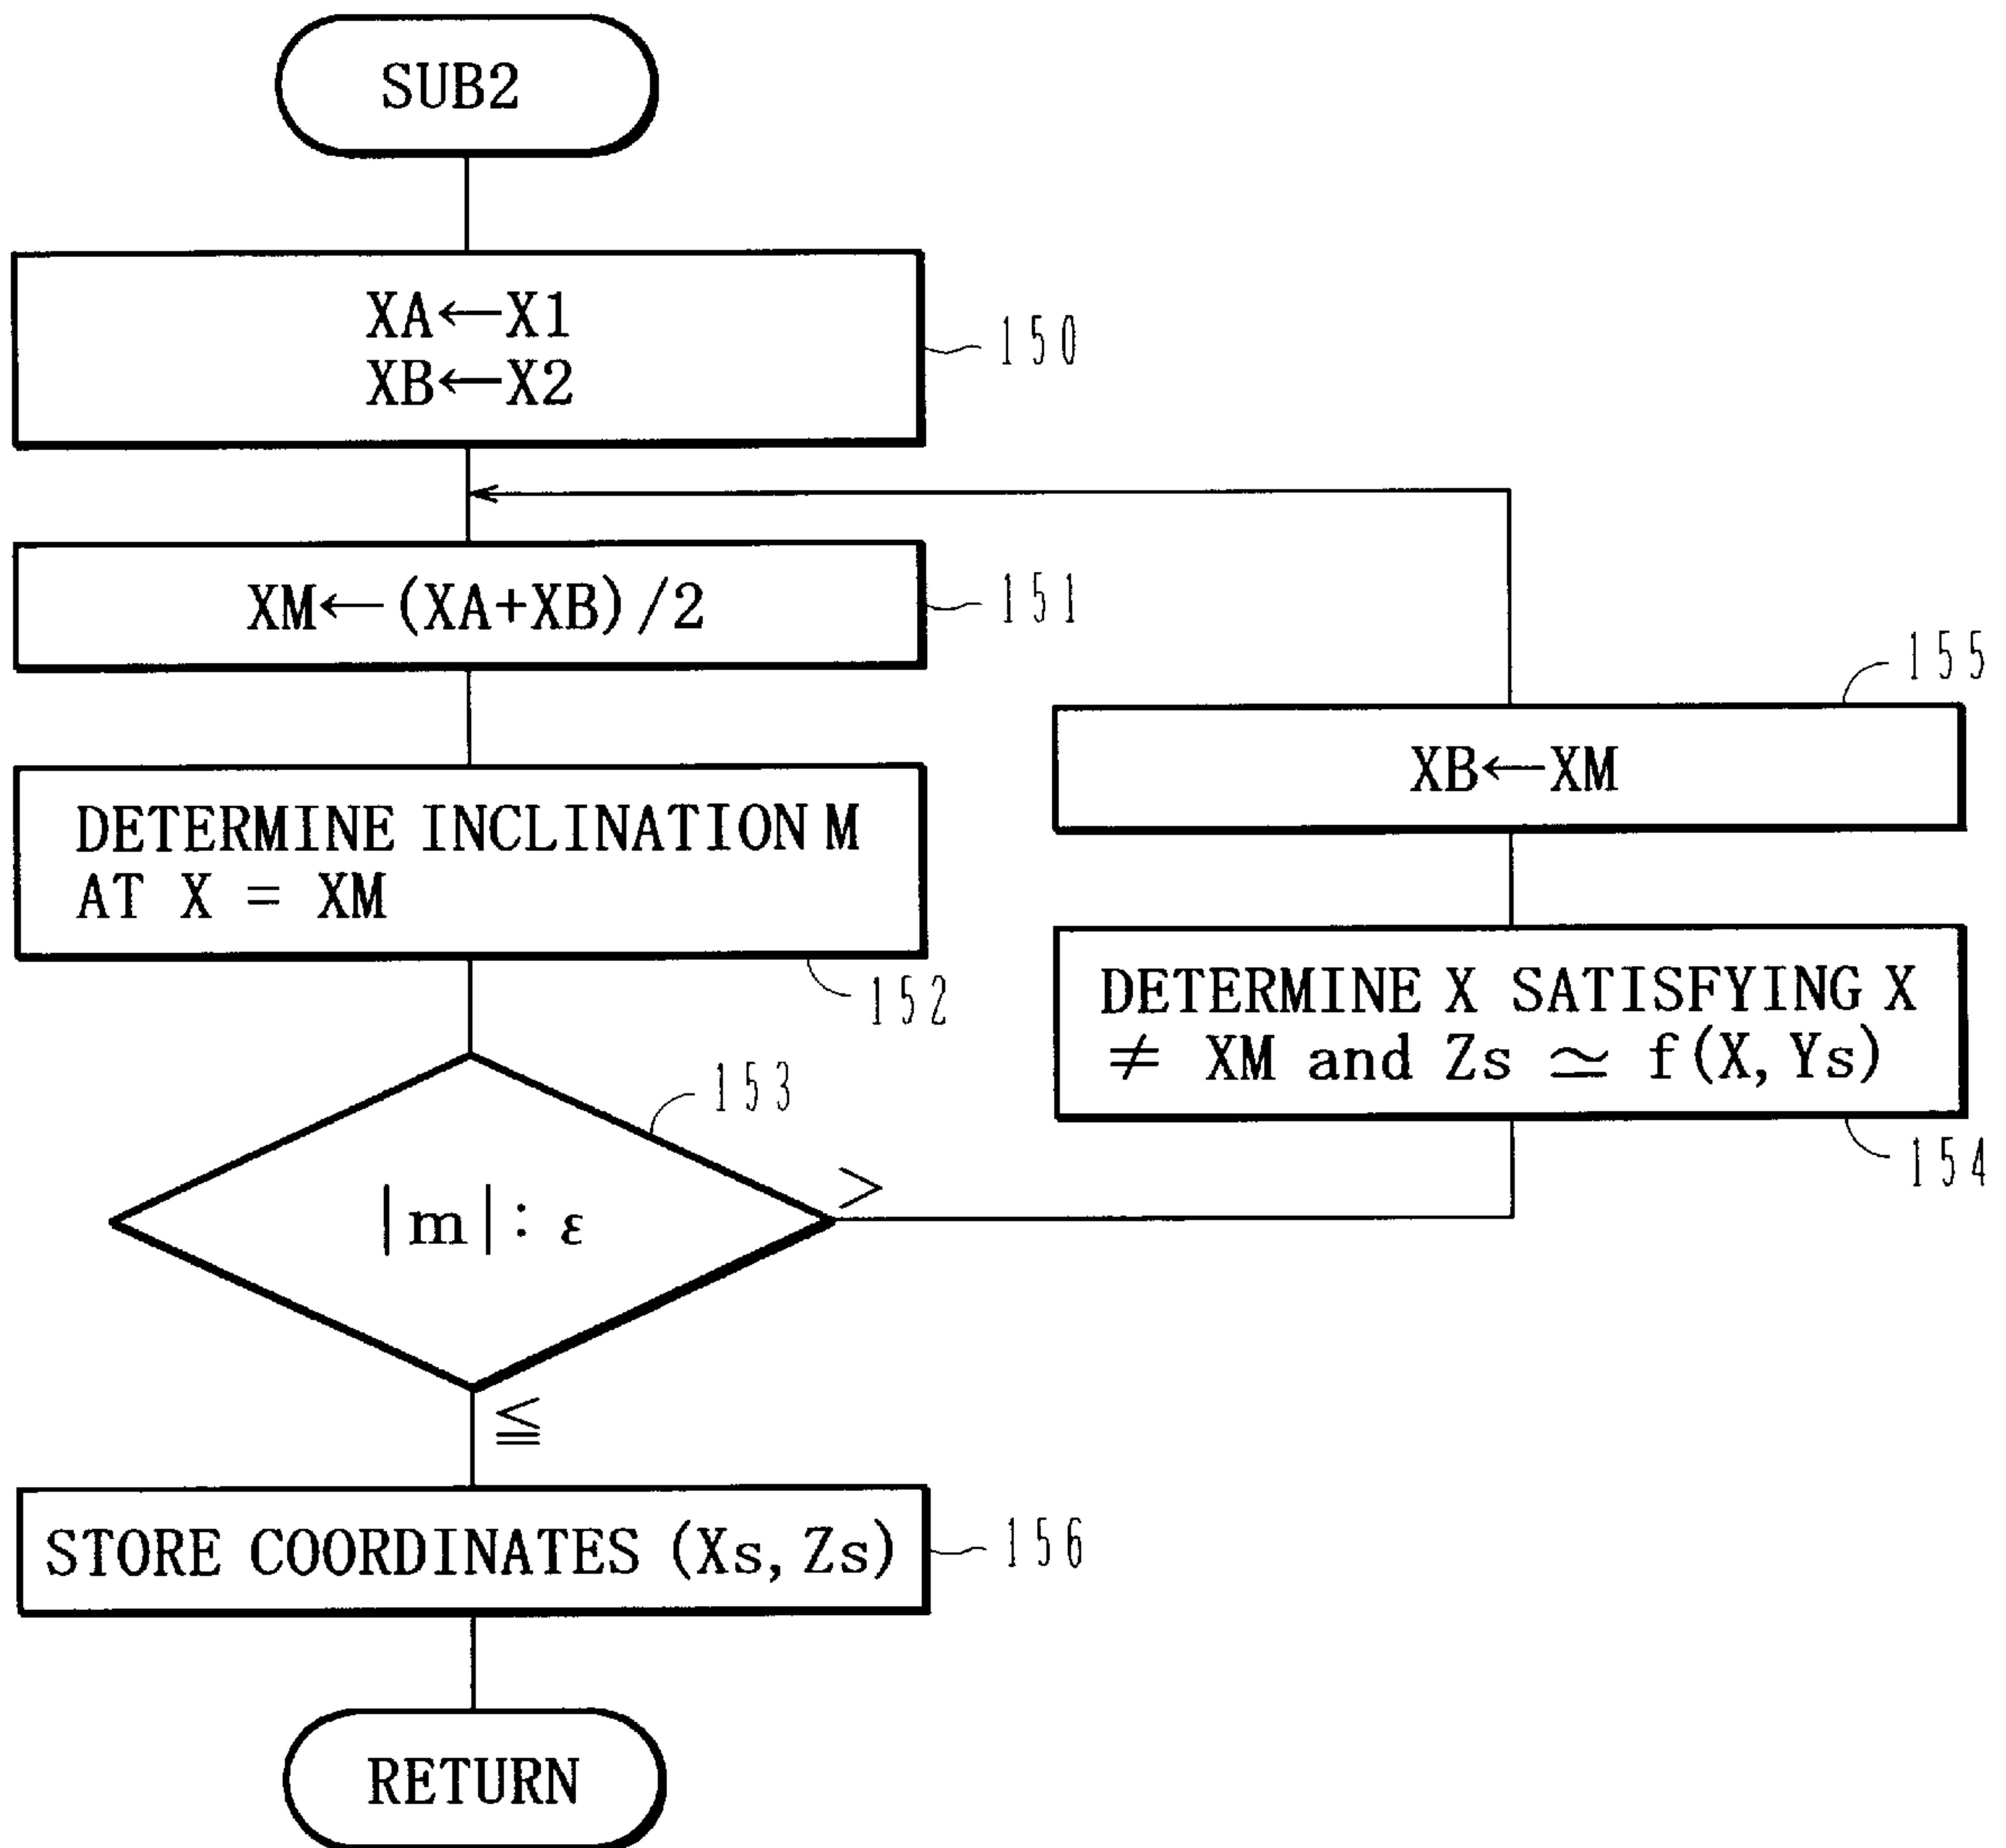 SUB2
XA←X1
XB←X2
150
XM←(XA+XB)/2
151
DETERMINE INCLINATION M
AT X = XM
152
|m|: ε
153
>
≦
DETERMINE X SATISFYING X
≠ XM and Zs ≃ f(X, Ys)
154
XB←XM
155
STORE COORDINATES (Xs, Zs)
156
RETURN